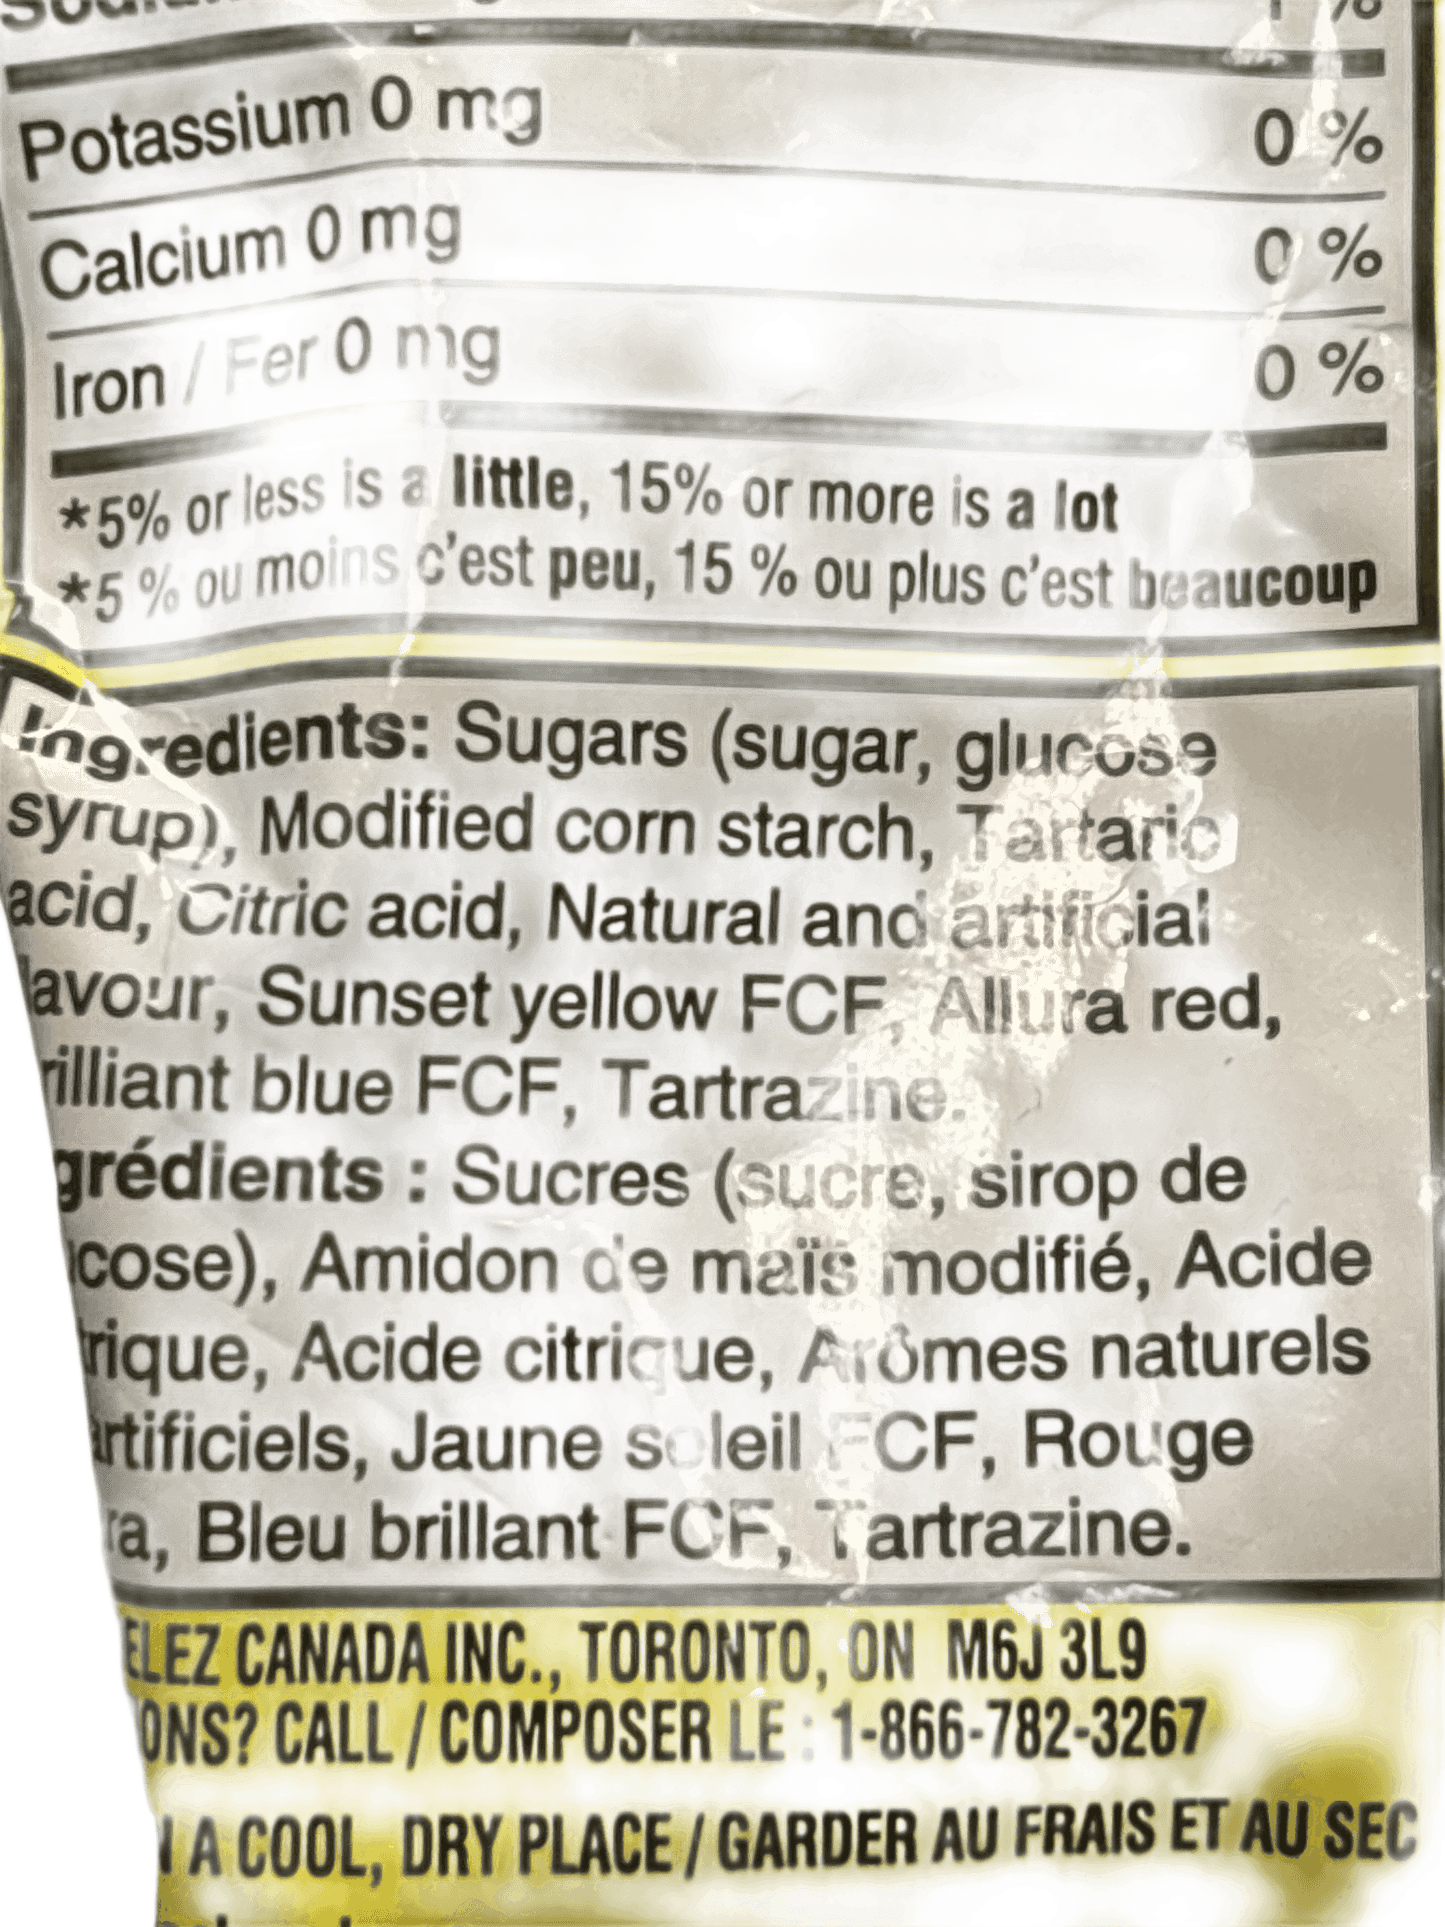 Potassium 0 mg 0 %
Calcium 0 mg 0 %
Iron / Fer 0 mg 0 %
*5% or less is a little, 15% or more is a lot
*5 % ou moins c'est peu, 15 % ou plus c'est beaucoup
Ingredients: Sugars (sugar, glucose
syrup), Modified corn starch, Tartaric
acid, Citric acid, Natural and artificial
lavour, Sunset yellow FCF, Allura red,
rilliant blue FCF, Tartrazine.
grédients : Sucres (sucre, sirop de
cose), Amidon de maïs modifié, Acide
rique, Acide citrique, Arômes naturels
artificiels, Jaune soleil FCF, Rouge
ra, Bleu brillant FCF, Tartrazine.
ELEZ CANADA INC., TORONTO, ON M6J 3L9
ONS? CALL / COMPOSER LE : 1-866-782-3267
A COOL, DRY PLACE / GARDER AU FRAIS ET AU SEC